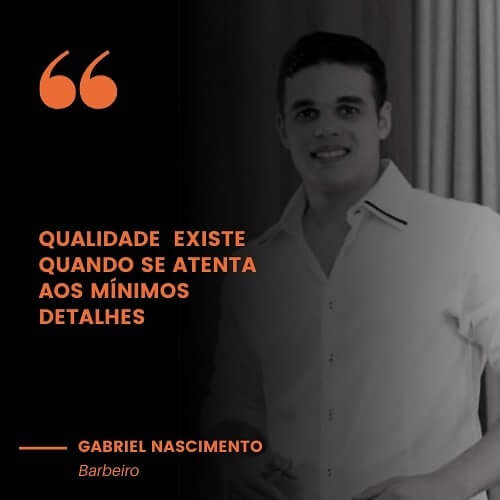 QUALIDADE EXISTE
QUANDO SE ATENTA
AOS MÍNIMOS
DETALHES
GABRIEL NASCIMENTO
Barbeiro